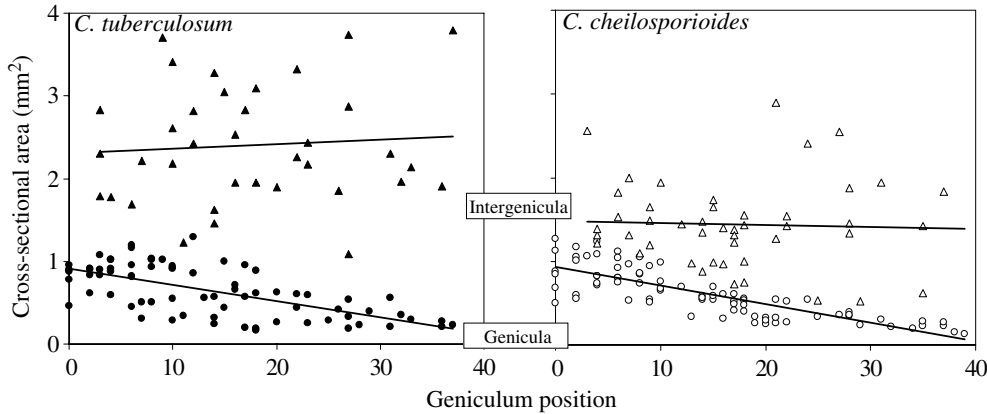 C. tuberculosum
C. cheilosporioides
Cross-sectional area (mm²)
4
3
2
1
0
Intergenicula
Genicula
0 10 20 30 40
0 10 20 30 40
Geniculum position